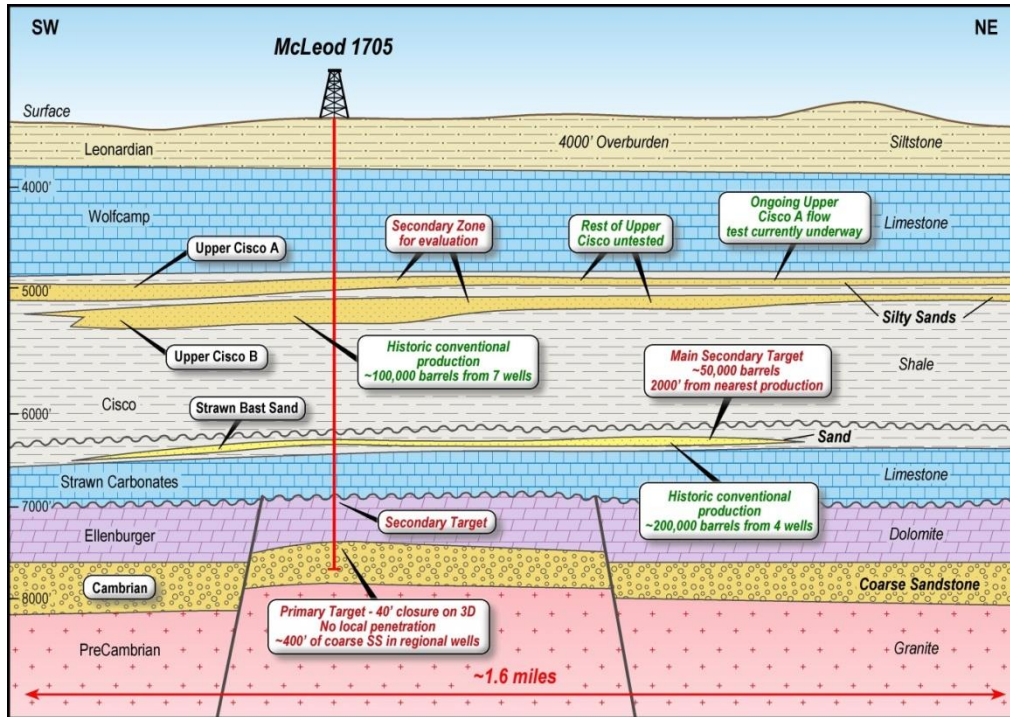 SW
NE
McLeod 1705
Surface
Leonardian
4000' Overburden
Siltstone
4000'
Wolfcamp
Limestone
Secondary Zone
for evaluation
Rest of Upper
Cisco untested
Ongoing Upper
Cisco A flow
test currently underway
Upper Cisco A
5000'
Silty Sands
Upper Cisco B
Historic conventional
production
~100,000 barrels from 7 wells
Main Secondary Target
~50,000 barrels
2000' from nearest production
Shale
Cisco
6000'
Strawn Bast Sand
Sand
Strawn Carbonates
Limestone
Historic conventional
production
~200,000 barrels from 4 wells
7000'
Secondary Target
Ellenburger
Dolomite
Cambrian
Coarse Sandstone
8000'
Primary Target - 40' closure on 3D
No local penetration
~400' of coarse SS in regional wells
PreCambrian
Granite
~1.6 miles